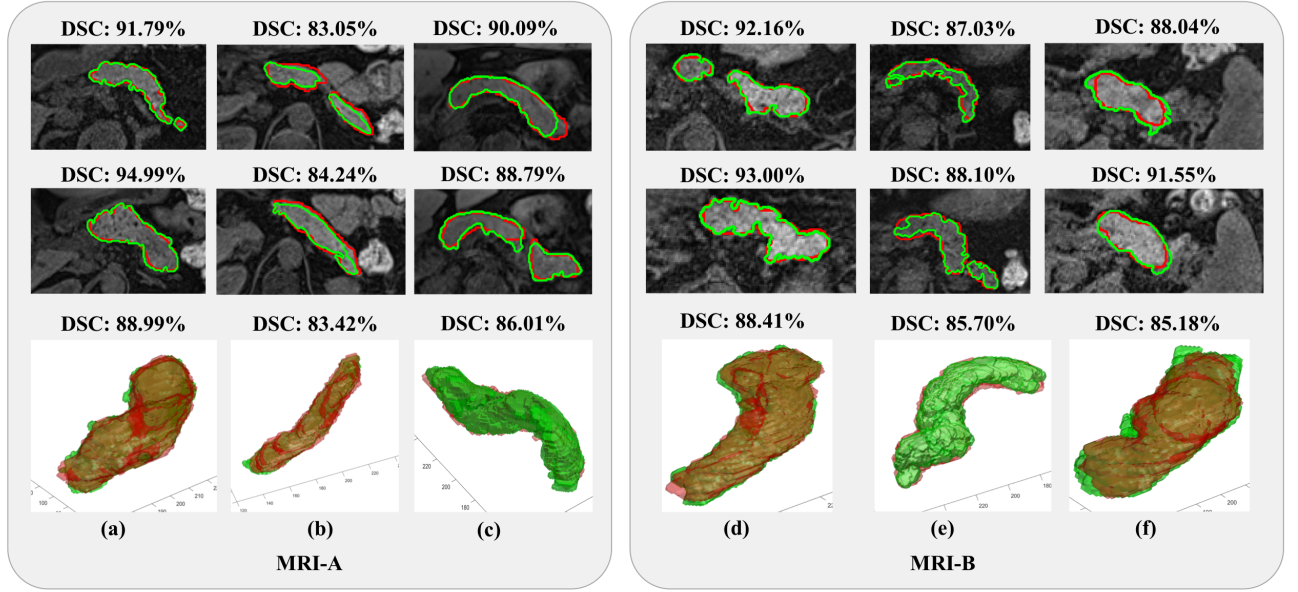 DSC: 91.79% DSC: 83.05% DSC: 90.09% DSC: 92.16% DSC: 87.03% DSC: 88.04%
DSC: 94.99% DSC: 84.24% DSC: 88.79% DSC: 93.00% DSC: 88.10% DSC: 91.55%
DSC: 88.99% DSC: 83.42% DSC: 86.01% DSC: 88.41% DSC: 85.70% DSC: 85.18%
(a) (b) (c) (d) (e) (f)
MRI-A MRI-B